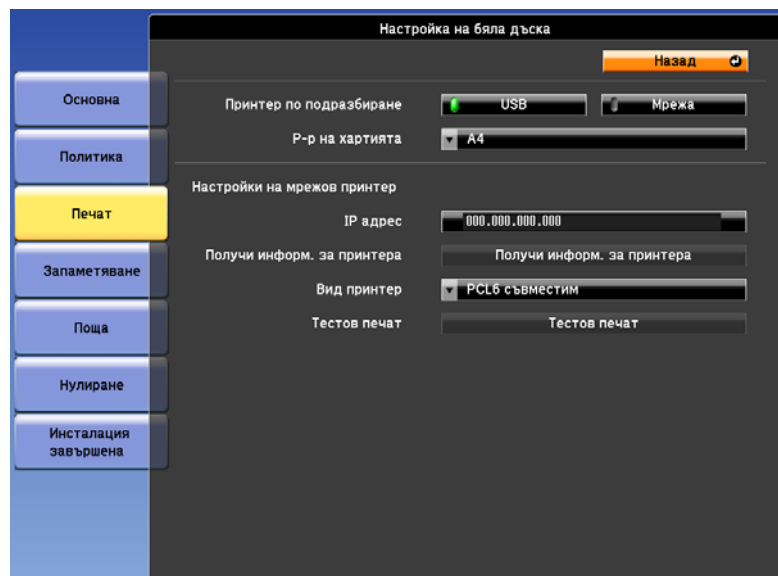 Настройка на бяла дъска
Назад
Основна
Политика
Печат
Запаметяване
Поща
Нулиране
Инсталация
завършена
Принтер по подразбиране USB Мрежа
Р-р на хартията A4
Настройки на мрежов принтер
IP адрес 000.000.000.000
Получи информ. за принтера Получи информ. за принтера
Вид принтер PCL6 съвместим
Тестов печат Тестов печат